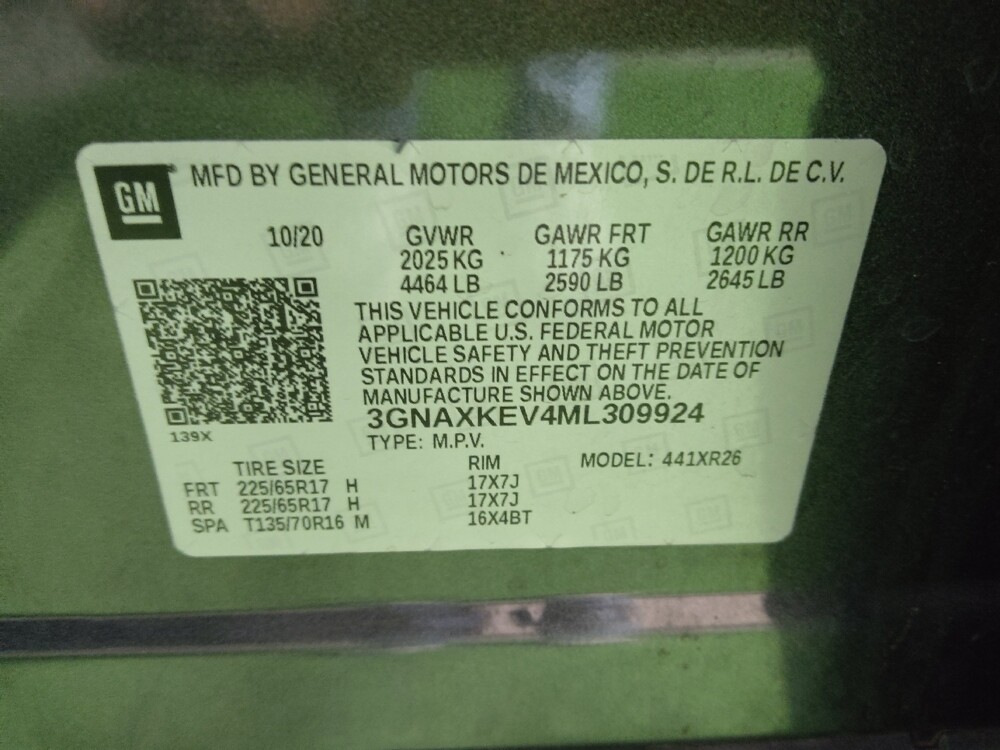 GM® MFD BY GENERAL MOTORS DE MEXICO, S. DE R.L. DE C.V.
10/20 GVWR GAWR FRT GAWR RR
2025 KG 1175 KG 1200 KG
4464 LB 2590 LB 2645 LB
THIS VEHICLE CONFORMS TO ALL
APPLICABLE U.S. FEDERAL MOTOR
VEHICLE SAFETY AND THEFT PREVENTION
STANDARDS IN EFFECT ON THE DATE OF
MANUFACTURE SHOWN ABOVE.
3GNAXKEV4ML309924
139X
TYPE: M.P.V.
TIRE SIZE RIM MODEL: 441XR26
FRT 225/65R17 H 17X7J
RR 225/65R17 H 17X7J
SPA T135/70R16 M 16X4BT